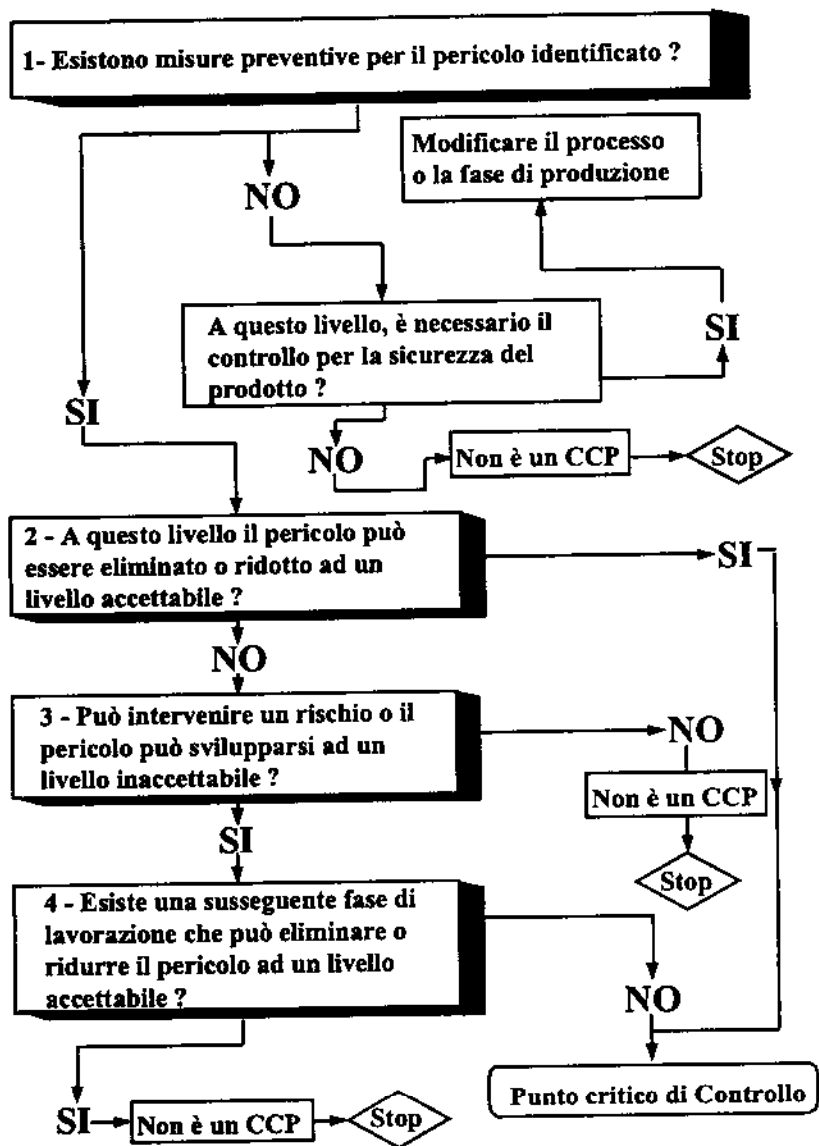 1- Esistono misure preventive per il pericolo identificato ?
Modificare il processo
o la fase di produzione
NO
SI
A questo livello, è necessario il
controllo per la sicurezza del
prodotto ?
SI
NO
Non è un CCP
Stop
2 - A questo livello il pericolo può
essere eliminato o ridotto ad un
livello accettabile ?
SI
NO
3 - Può intervenire un rischio o il
pericolo può svilupparsi ad un
livello inaccettabile ?
NO
Non è un CCP
Stop
SI
4 - Esiste una susseguente fase di
lavorazione che può eliminare o
ridurre il pericolo ad un livello
accettabile ?
NO
Punto critico di Controllo
SI
Non è un CCP
Stop